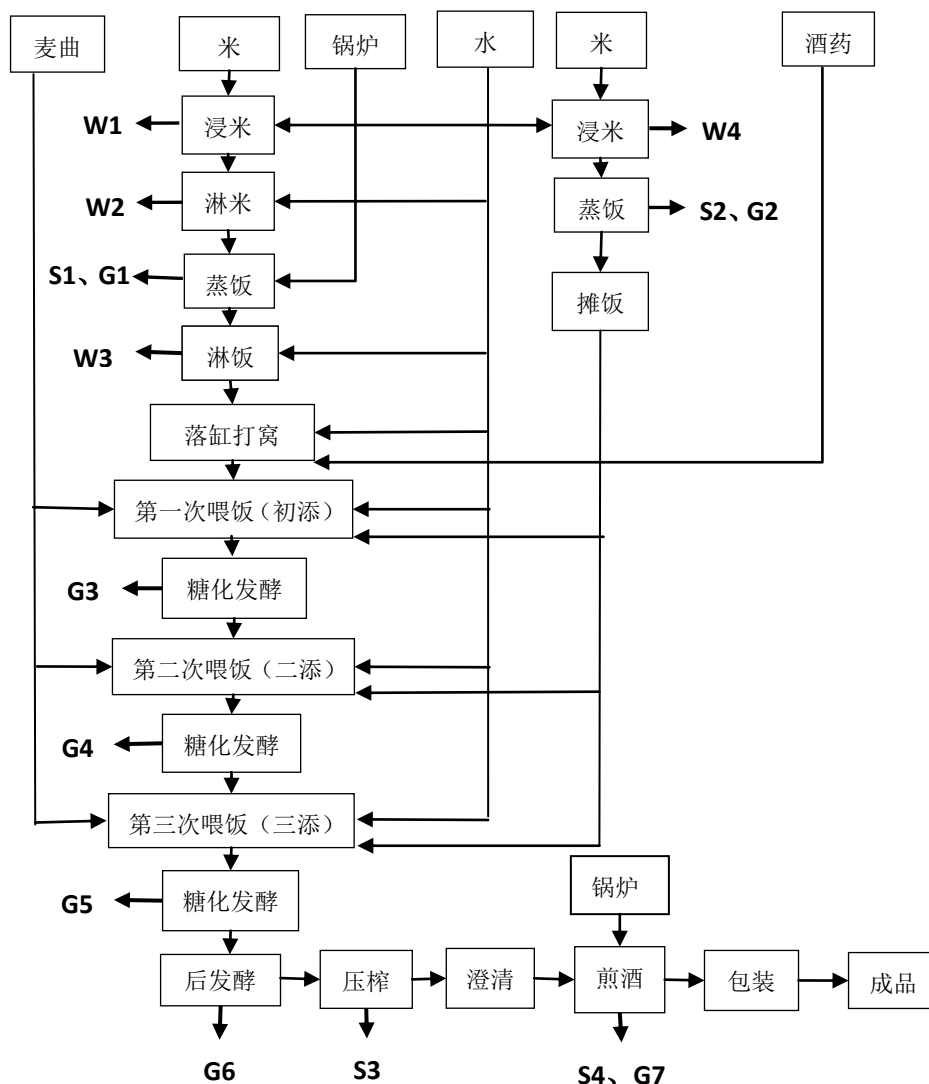 麦曲 米 锅炉 水 米 酒药
W1 浸米 浸米 W4
W2 淋米 蒸饭 S2、G2
S1、G1 蒸饭 摊饭
W3 淋饭
落缸打窝
第一次喂饭（初添）
G3 糖化发酵
第二次喂饭（二添）
G4 糖化发酵
第三次喂饭（三添）
G5 糖化发酵 锅炉
后发酵 压榨 澄清 煎酒 包装 成品
G6 S3 S4、G7